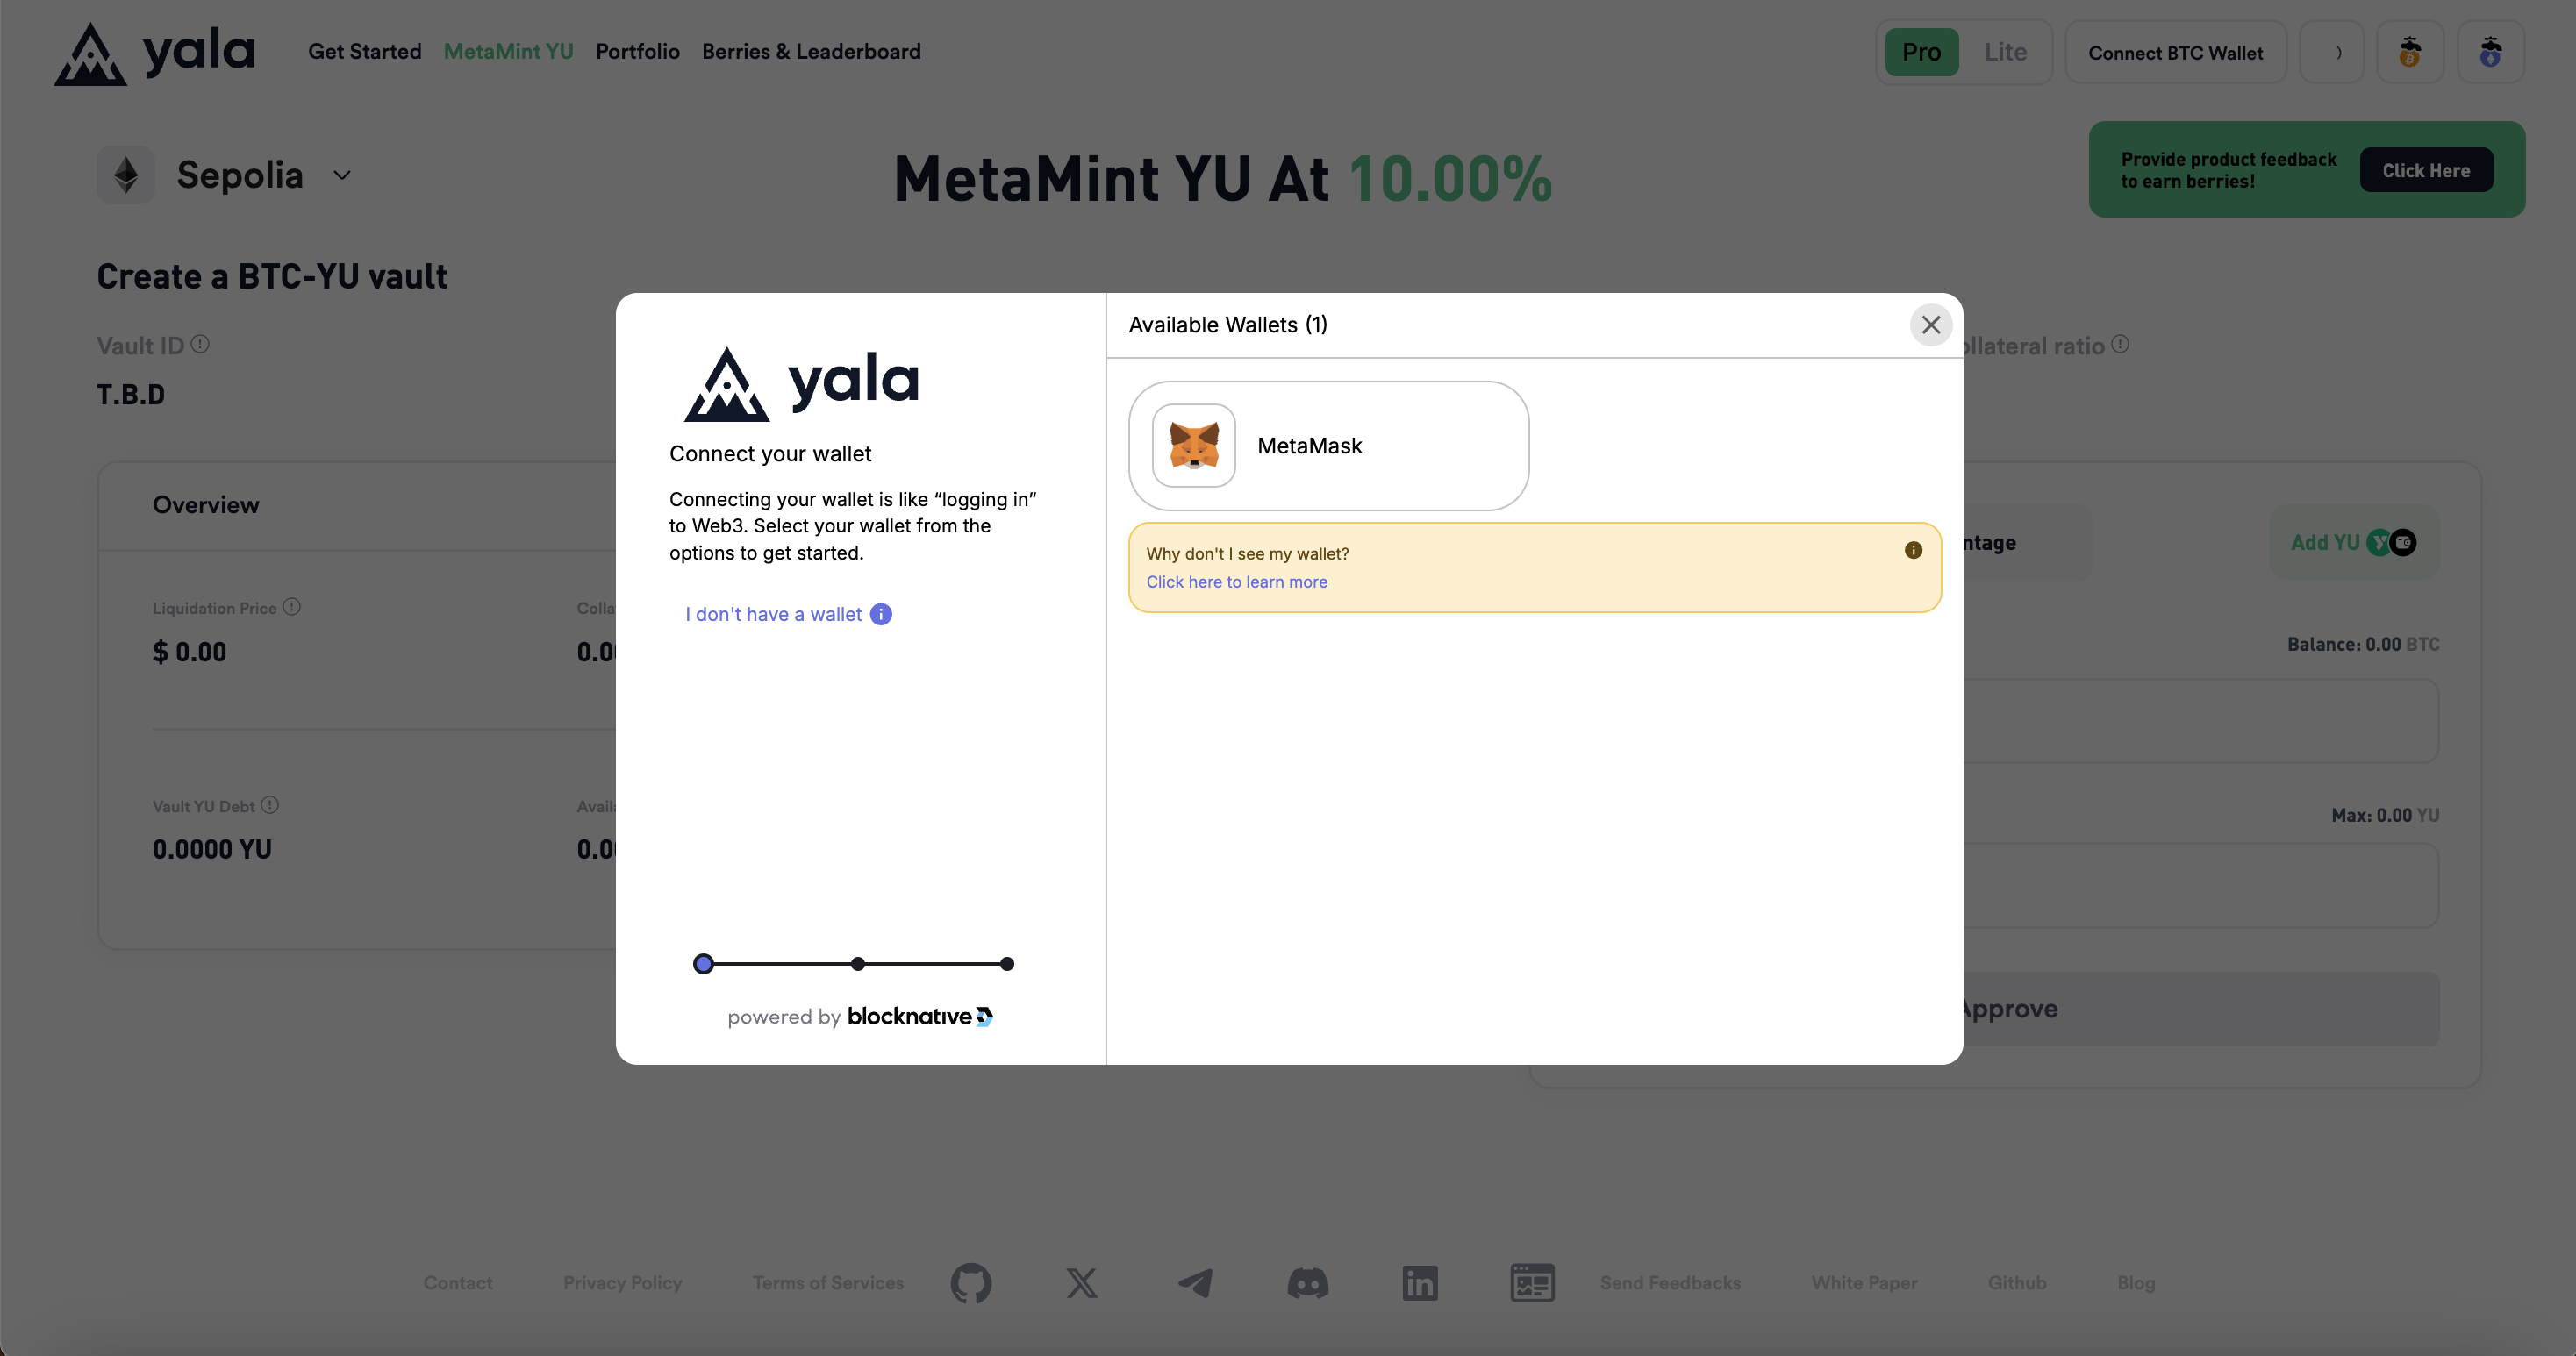 yala
Get Started
MetaMint YU
Portfolio
Berries & Leaderboard
Pro
Lite
Connect BTC Wallet
Sepolia
MetaMint YU At 10.00%
Provide product feedback
to earn berries!
Click Here
Create a BTC-YU vault
Vault ID
T.B.D
ollateral ratio
Overview
Liquidation Price
$ 0.00
Colla
0.0
Vault YU Debt
0.0000 YU
Availa
0.0
yala
Connect your wallet
Connecting your wallet is like “logging in”
to Web3. Select your wallet from the
options to get started.
I don't have a wallet
powered by blocknative
Available Wallets (1)
MetaMask
Why don't I see my wallet?
Click here to learn more
ntage
Add YU
Balance: 0.00 BTC
Max: 0.00 YU
Approve
Contact
Privacy Policy
Terms of Services
Send Feedbacks
White Paper
Github
Blog